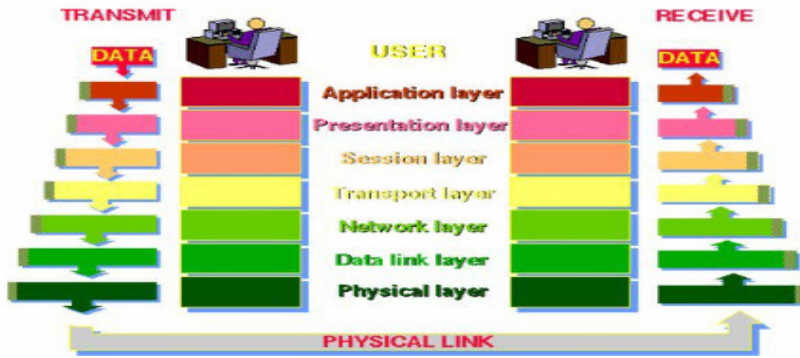 TRANSMIT
RECEIVE
USER
DATA
DATA
Application layer
Presentation layer
Session layer
Transport layer
Network layer
Data link layer
Physical layer
PHYSICAL LINK